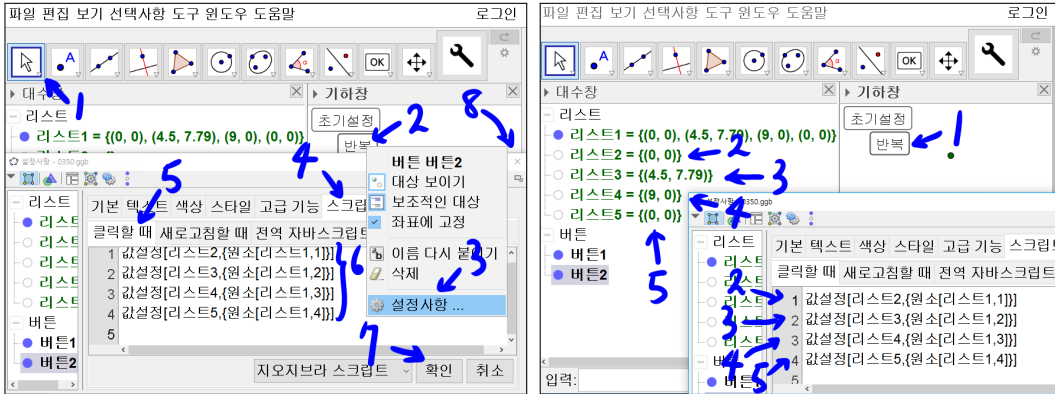 파일 편집 보기 선택사항 도구 윈도우 도움말 로그인
OK
1
▸ 대수창
▸ 기하창
8
리스트
리스트1 = {(0, 0), (4.5, 7.79), (9, 0), (0, 0)}
초기설정
2
반복
설정사항 - 0350.ggb
5
4
버튼 버튼2
대상 보이기
보조적인 대상
좌표에 고정
이름 다시 붙이기
삭제
3
설정사항 ...
리스트
버튼
버튼1
버튼2
기본 텍스트 색상 스타일 고급 기능 스크립
클릭할 때 새로고침할 때 전역 자바스크립트
1 값설정[리스트2,{원소[리스트1,1]}]
2 값설정[리스트3,{원소[리스트1,2]}]
3 값설정[리스트4,{원소[리스트1,3]}]
4 값설정[리스트5,{원소[리스트1,4]}]
5
6
7
지오지브라 스크립트 확인 취소
파일 편집 보기 선택사항 도구 윈도우 도움말 로그인
OK
▸ 대수창
▸ 기하창
리스트
리스트1 = {(0, 0), (4.5, 7.79), (9, 0), (0, 0)}
리스트2 = {(0, 0)}
리스트3 = {(4.5, 7.79)}
리스트4 = {(9, 0)}
리스트5 = {(0, 0)}
버튼
버튼1
버튼2
초기설정
반복
1
2
3
4
5
입력:
리스트
기본 텍스트 색상 스타일 고급 기능 스크립
클릭할 때 새로고침할 때 전역 자바스크립트
2 1 값설정[리스트2,{원소[리스트1,1]}]
3 2 값설정[리스트3,{원소[리스트1,2]}]
4 3 값설정[리스트4,{원소[리스트1,3]}]
5 4 값설정[리스트5,{원소[리스트1,4]}]
5